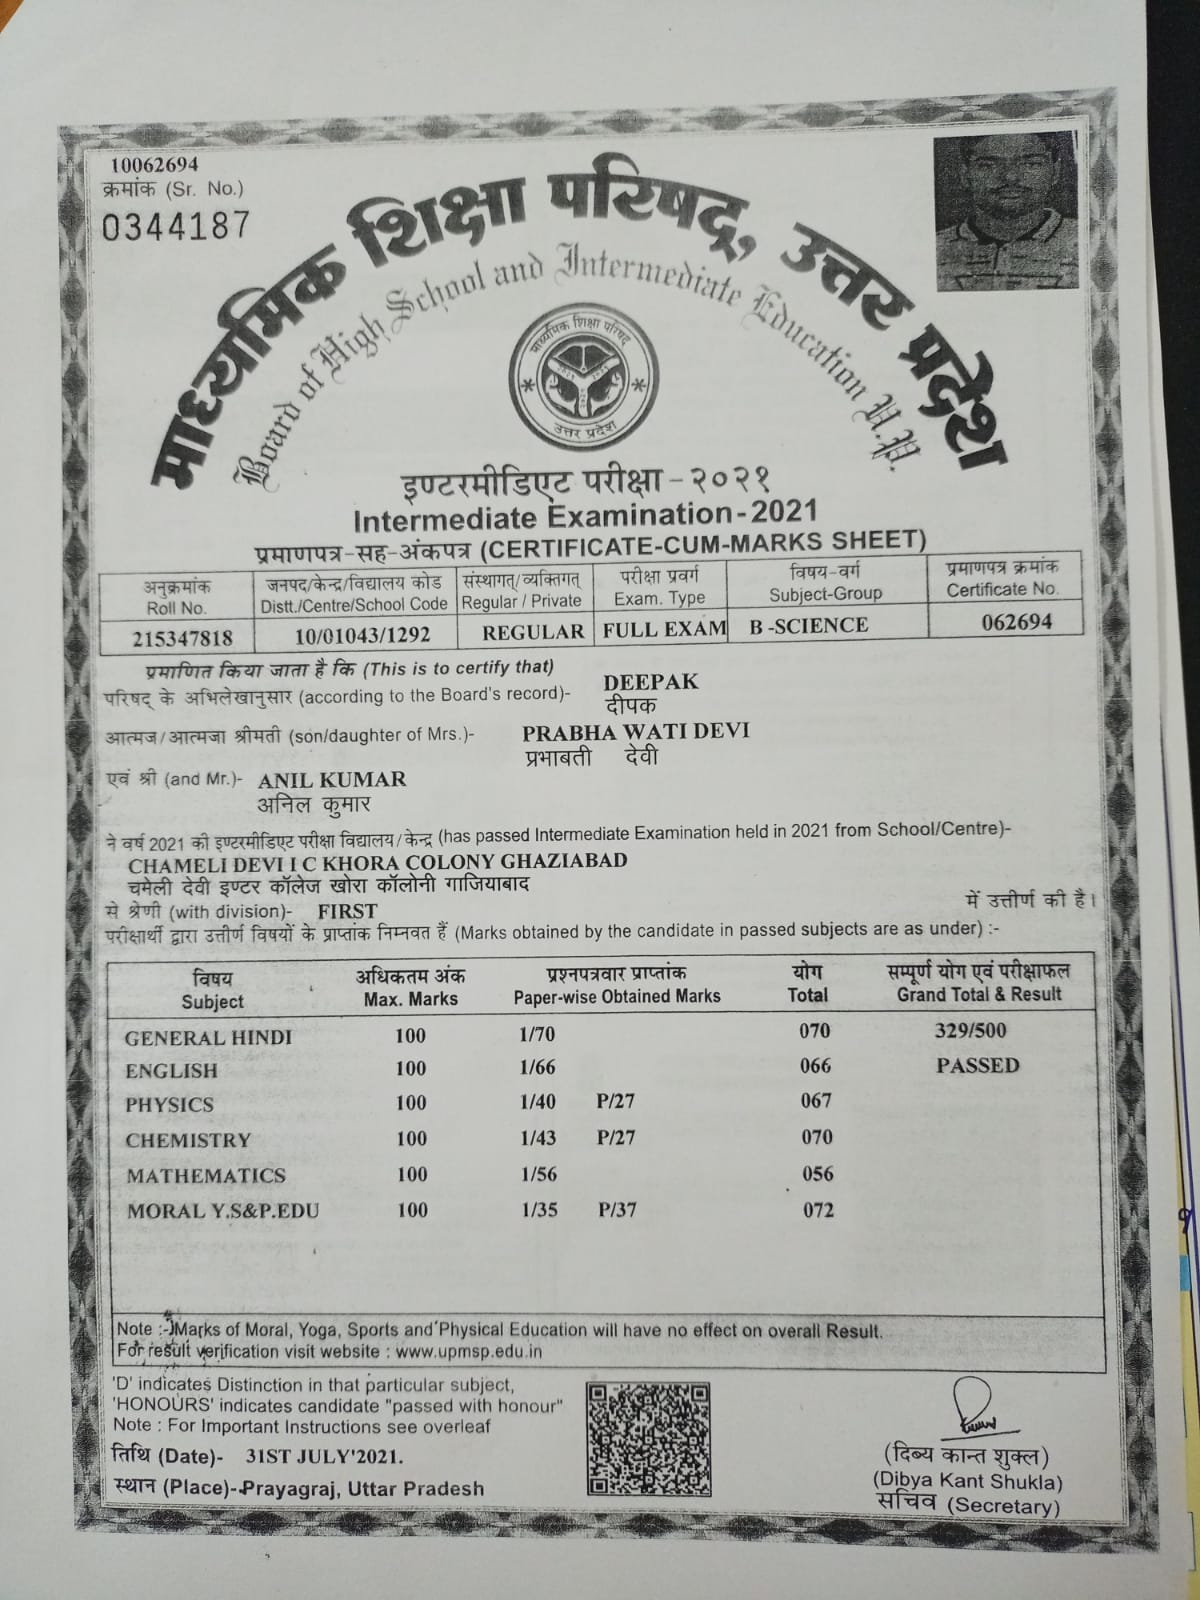 10062694
क्रमांक (Sr. No.)
0344187
माध्यमिक शिक्षा परिषद्, उत्तर प्रदेश
Board of High School and Intermediate Education U.P.
माध्यमिक शिक्षा परिषद
उत्तर प्रदेश
इण्टरमीडिएट परीक्षा - २०२१
Intermediate Examination - 2021
प्रमाणपत्र-सह-अंकपत्र (CERTIFICATE-CUM-MARKS SHEET)
अनुक्रमांक जनपद/केन्द्र/विद्यालय कोड संस्थागत्/व्यक्तिगत् परीक्षा प्रवर्ग विषय-वर्ग प्रमाणपत्र क्रमांक
Roll No. Distt./Centre/School Code Regular / Private Exam. Type Subject-Group Certificate No.
215347818 10/01043/1292 REGULAR FULL EXAM B -SCIENCE 062694
प्रमाणित किया जाता है कि (This is to certify that)
परिषद् के अभिलेखानुसार (according to the Board's record)- DEEPAK
दीपक
आत्मज/आत्मजा श्रीमती (son/daughter of Mrs.)- PRABHA WATI DEVI
प्रभाबती देवी
एवं श्री (and Mr.)- ANIL KUMAR
अनिल कुमार
ने वर्ष 2021 की इण्टरमीडिएट परीक्षा विद्यालय/केन्द्र (has passed Intermediate Examination held in 2021 from School/Centre)-
CHAMELI DEVI I C KHORA COLONY GHAZIABAD
चमेली देवी इण्टर कॉलेज खोरा कॉलोनी गाजियाबाद
से श्रेणी (with division)- FIRST में उत्तीर्ण की है।
परीक्षार्थी द्वारा उत्तीर्ण विषयों के प्राप्तांक निम्नवत हैं (Marks obtained by the candidate in passed subjects are as under) :-
विषय अधिकतम अंक प्रश्नपत्रवार प्राप्तांक योग सम्पूर्ण योग एवं परीक्षाफल
Subject Max. Marks Paper-wise Obtained Marks Total Grand Total & Result
GENERAL HINDI 100 1/70 070 329/500
ENGLISH 100 1/66 066 PASSED
PHYSICS 100 1/40 P/27 067
CHEMISTRY 100 1/43 P/27 070
MATHEMATICS 100 1/56 056
MORAL Y.S&P.EDU 100 1/35 P/37 072
Note :- Marks of Moral, Yoga, Sports and Physical Education will have no effect on overall Result.
For result verification visit website : www.upmsp.edu.in
'D' indicates Distinction in that particular subject,
'HONOURS' indicates candidate "passed with honour"
Note : For Important Instructions see overleaf
तिथि (Date)- 31ST JULY'2021.
स्थान (Place)- Prayagraj, Uttar Pradesh
(दिब्य कान्त शुक्ल)
(Dibya Kant Shukla)
सचिव (Secretary)